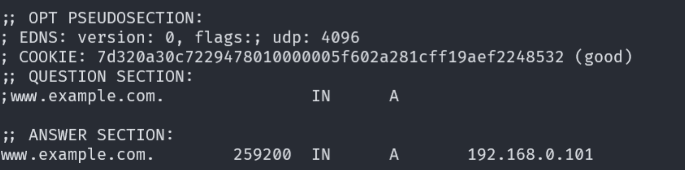 ;; OPT PSEUDOSECTION:
; EDNS: version: 0, flags:; udp: 4096
; COOKIE: 7d320a30c7229478010000005f602a281cff19aef2248532 (good)
;; QUESTION SECTION:
;www.example.com. IN A
;; ANSWER SECTION:
www.example.com. 259200 IN A 192.168.0.101